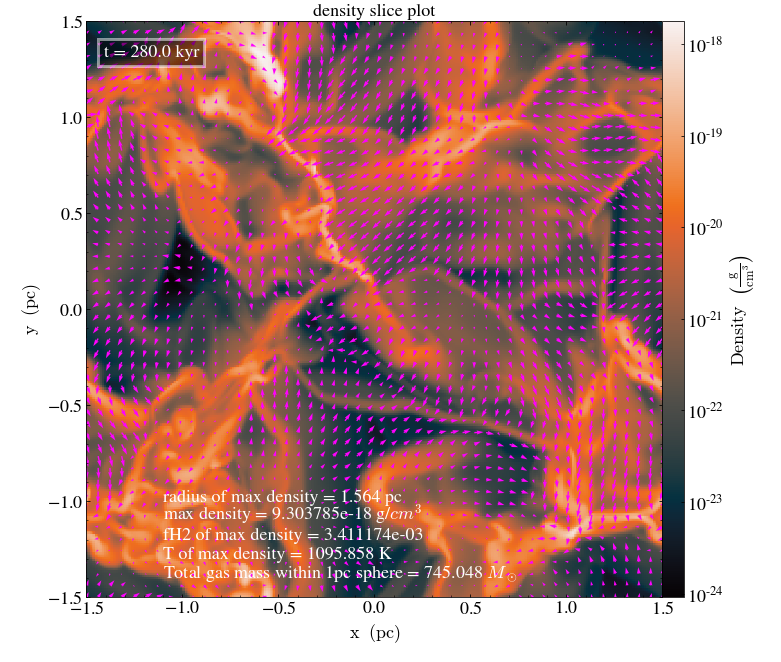 density slice plot
t = 280.0 kyr
1.5
1.0
0.5
0.0
−0.5
−1.0
−1.5
y (pc)
−1.5 −1.0 −0.5 0.0 0.5 1.0 1.5
x (pc)
radius of max density = 1.564 pc
max density = 9.303785e-18 g/cm³
fH2 of max density = 3.411174e-03
T of max density = 1095.858 K
Total gas mass within 1pc sphere = 745.048 M☉
10⁻¹⁸
10⁻¹⁹
10⁻²⁰
10⁻²¹
10⁻²²
10⁻²³
10⁻²⁴
Density (g/cm³)